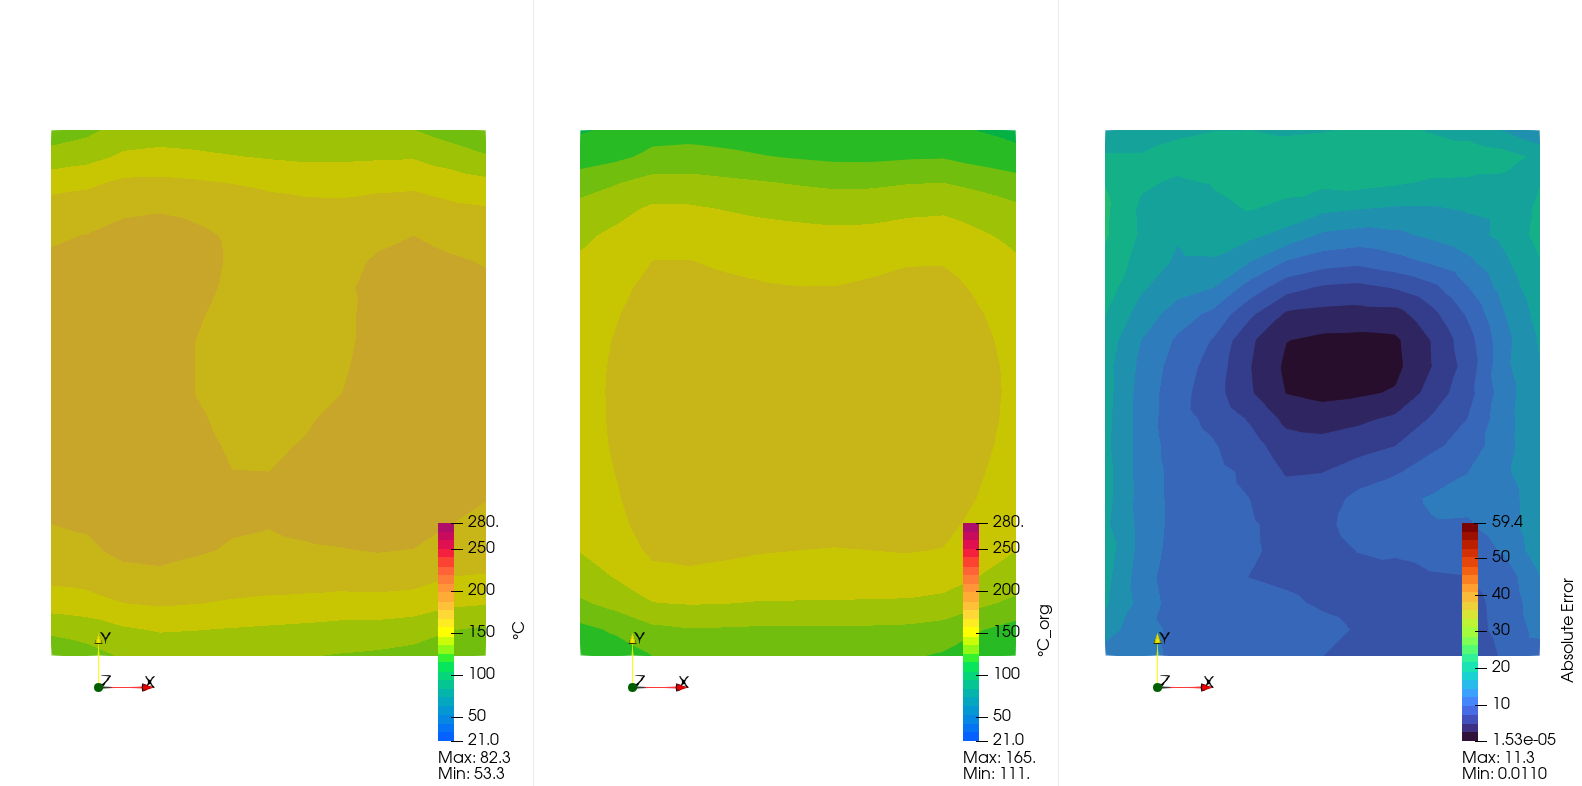 280.
250
200
150
100
50
21.0
°C
Max: 82.3
Min: 53.3
Y
Z
X
280.
250
200
150
100
50
21.0
°C_org
Max: 165.
Min: 111.
Y
Z
X
59.4
50
40
30
20
10
1.53e-05
Absolute Error
Max: 11.3
Min: 0.0110
Y
Z
X